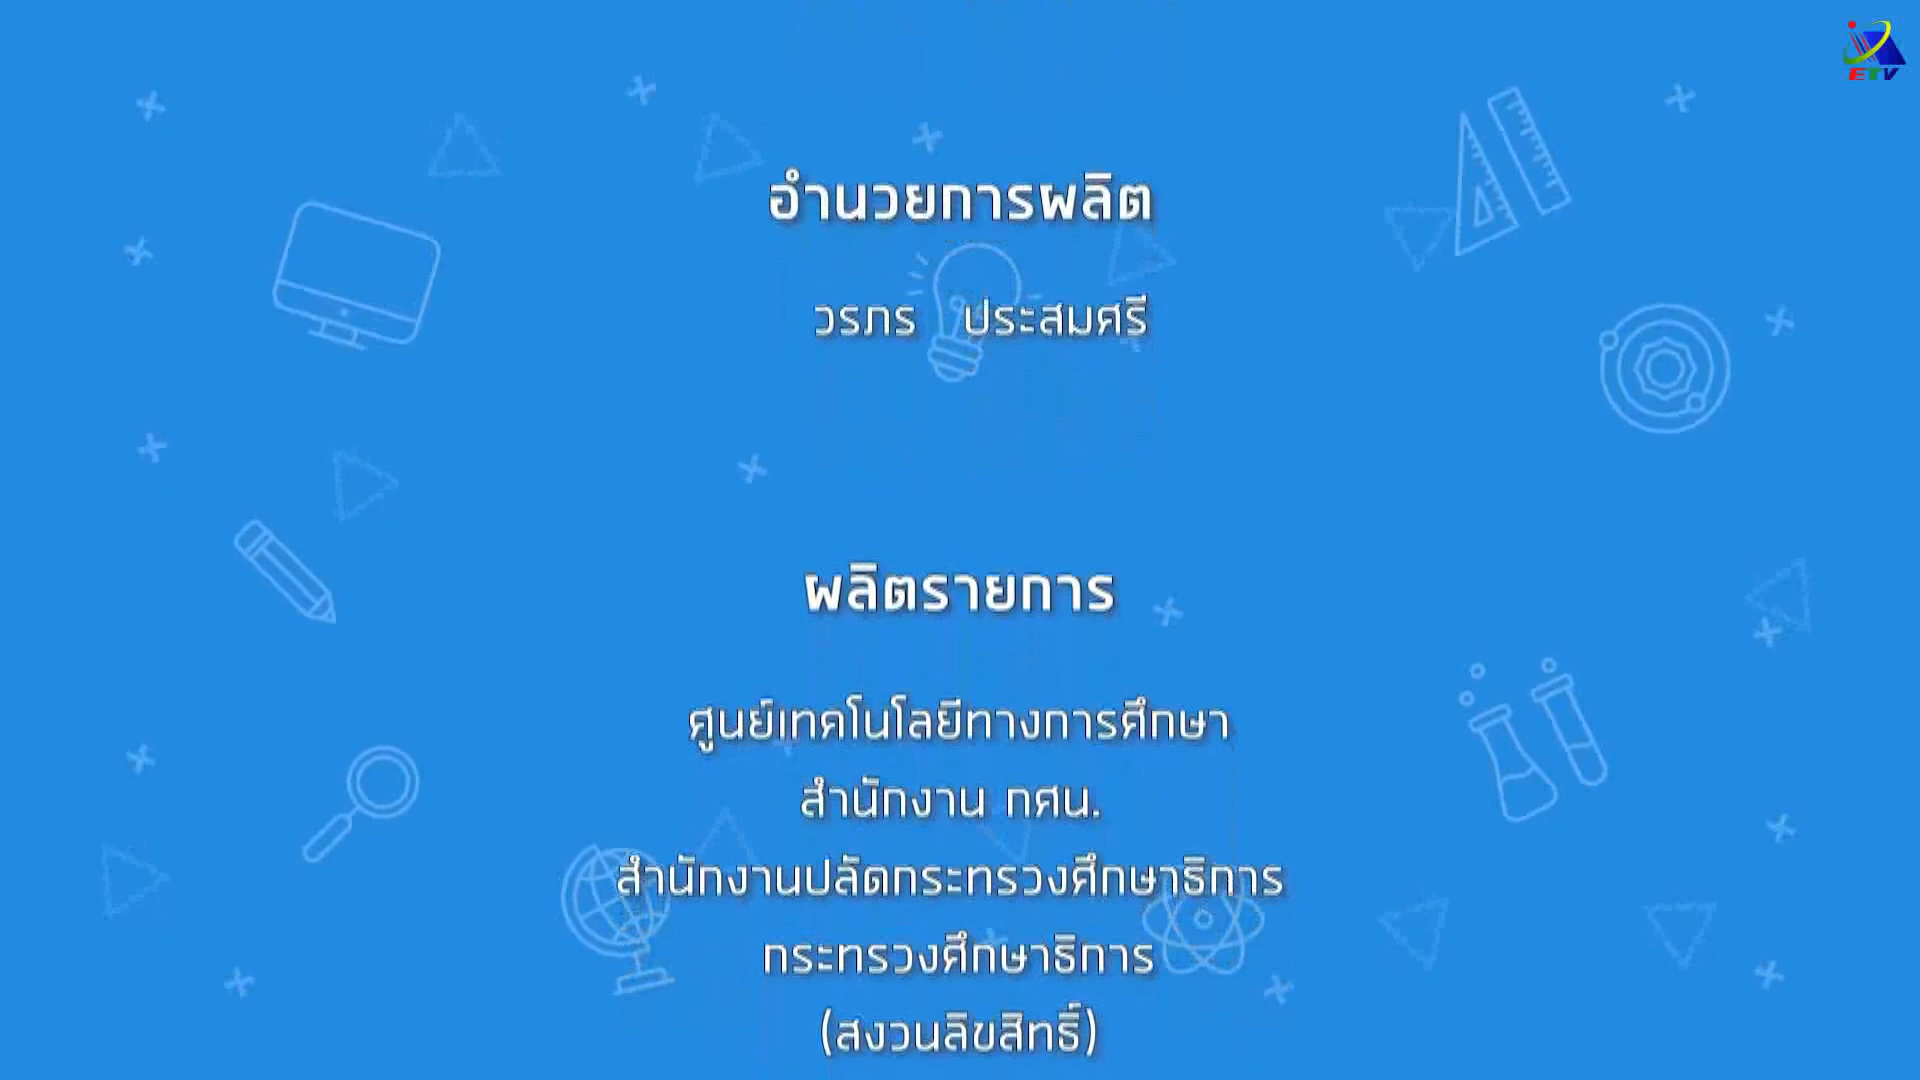 ETV
อำนวยการผลิต
วรภร ประสมศรี
ผลิตรายการ
ศูนย์เทคโนโลยีทางการศึกษา
สำนักงาน กศน.
สำนักงานปลัดกระทรวงศึกษาธิการ
กระทรวงศึกษาธิการ
(สงวนลิขสิทธิ์)